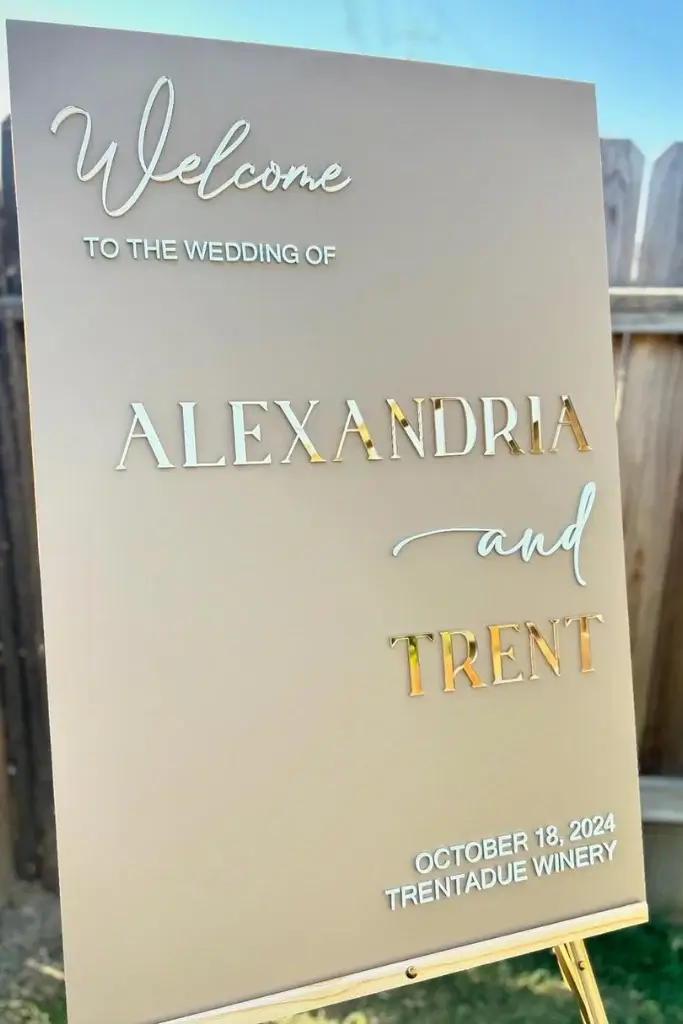 Welcome
TO THE WEDDING OF
ALEXANDRIA
and
TRENT
OCTOBER 18, 2024
TRENTADUE WINERY